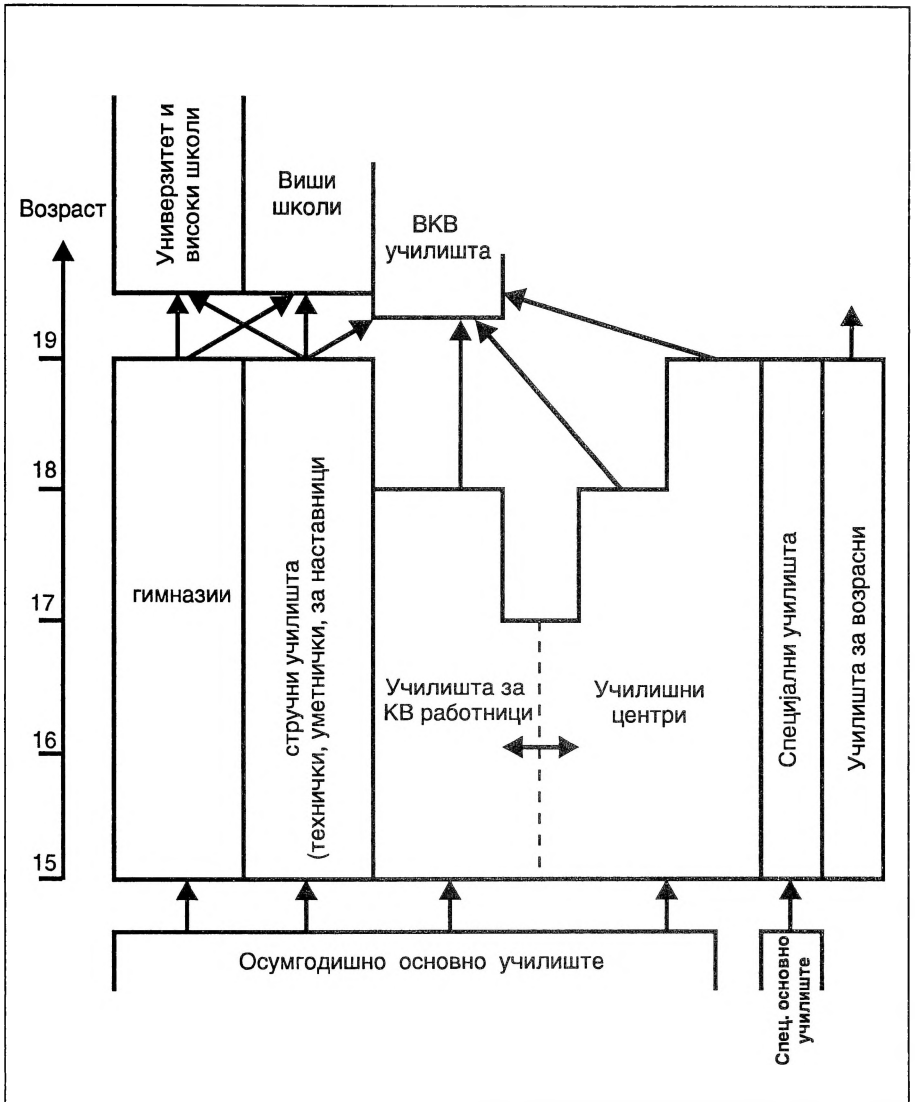 Универзитет и
високи школи
Виши
школи
ВКВ
училишта
Возраст
19
18
17
16
15
гимназии
стручни училишта
(технички, уметнички, за наставници
Училишта за
КВ работници
Училишни
центри
Специјални училишта
Училишта за возрасни
Осумгодишно основно училиште
Спец. основно
училиште